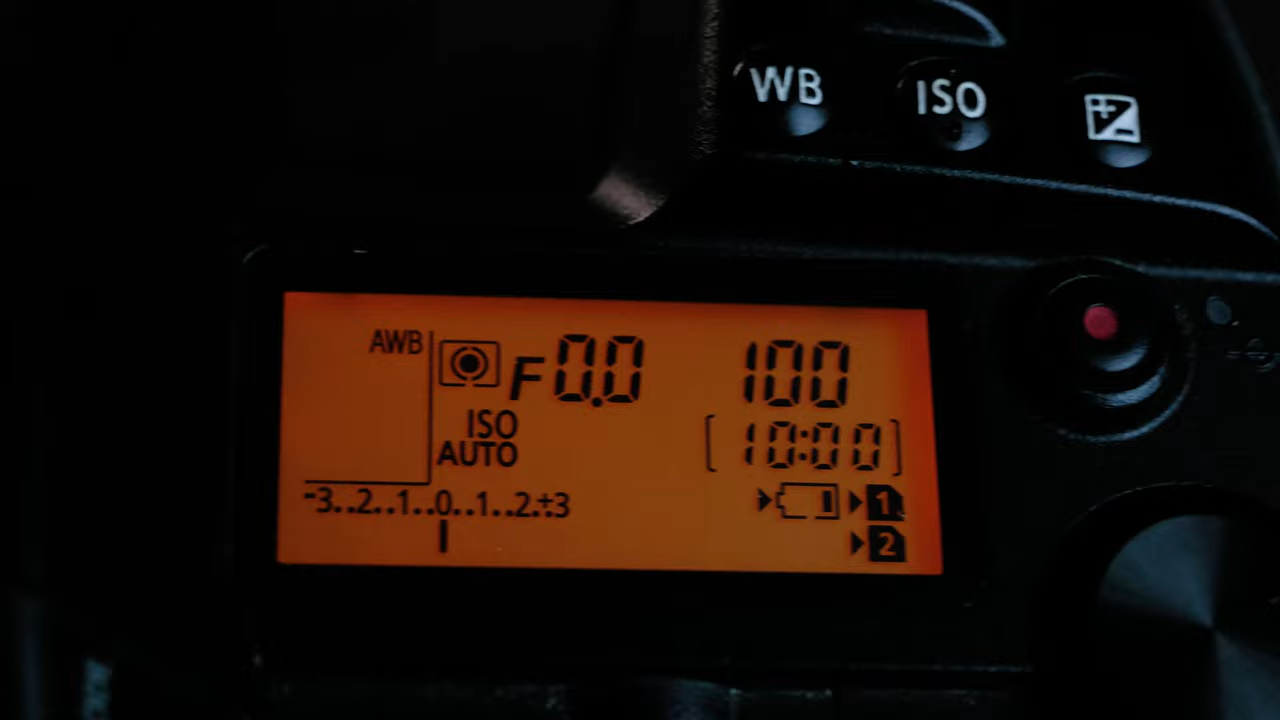 WB ISO
AWB
F0.0 100
ISO
AUTO
[10:00]
-3..2..1..0..1..2.+3
1
2